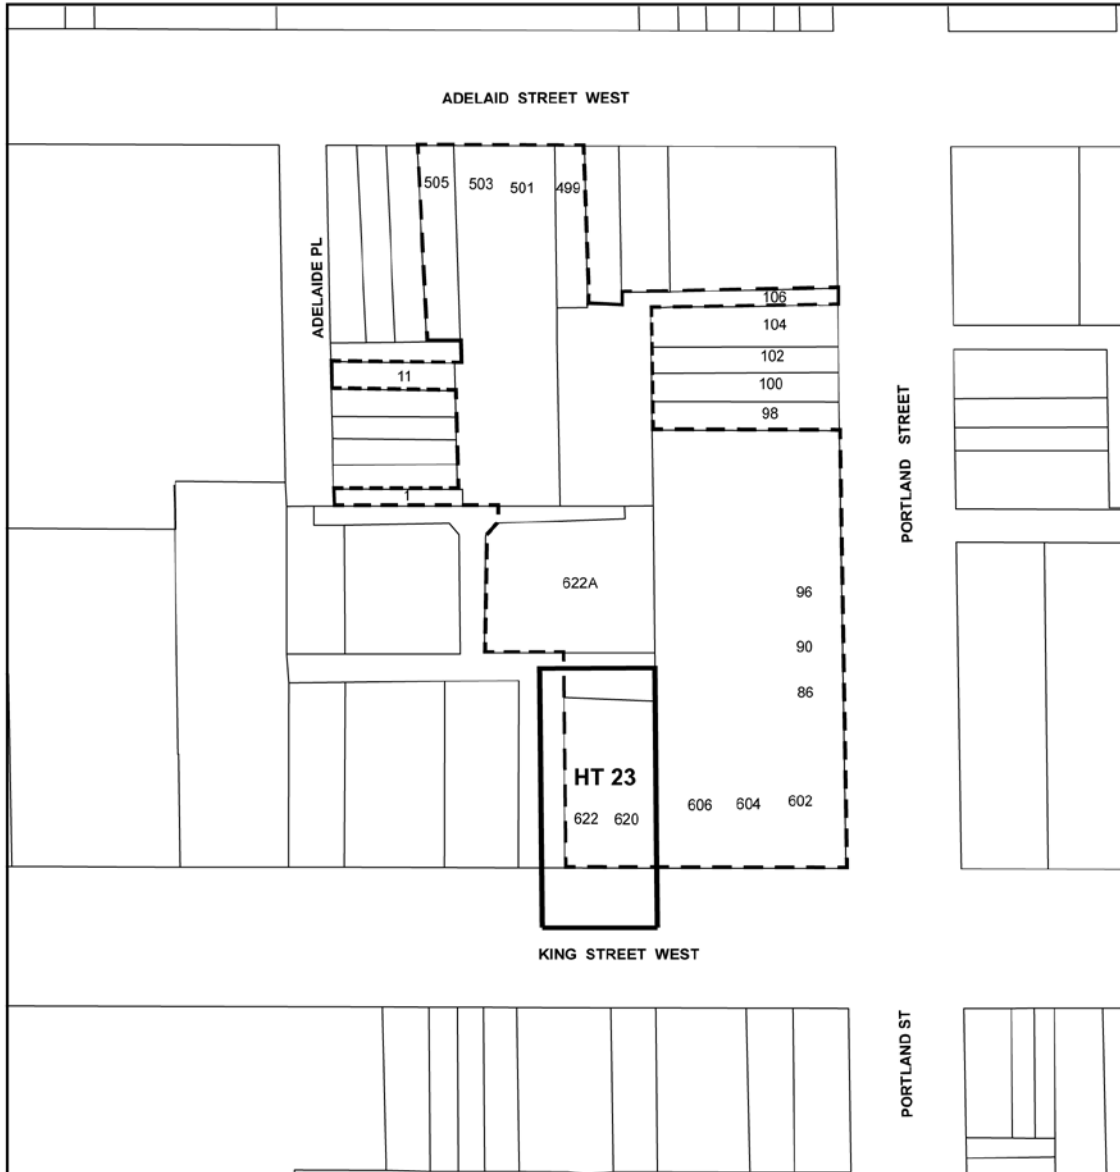 ADELAID STREET WEST
505 503 501 499
ADELAIDE PL
106
104
102
11
100
98
PORTLAND STREET
1
622A
96
90
86
HT 23
606 604 602
622 620
KING STREET WEST
PORTLAND ST